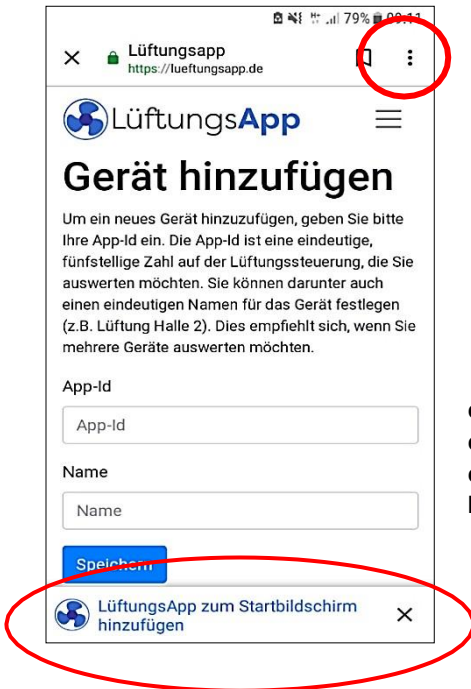 79% 09:11
Lüftungsapp
https://lueftungsapp.de
LüftungsApp
Gerät hinzufügen
Um ein neues Gerät hinzuzufügen, geben Sie bitte
Ihre App-Id ein. Die App-Id ist eine eindeutige,
fünfstellige Zahl auf der Lüftungssteuerung, die Sie
auswerten möchten. Sie können darunter auch
einen eindeutigen Namen für das Gerät festlegen
(z.B. Lüftung Halle 2). Dies empfiehlt sich, wenn Sie
mehrere Geräte auswerten möchten.
App-Id
App-Id
Name
Name
Speichern
LüftungsApp zum Startbildschirm
hinzufügen